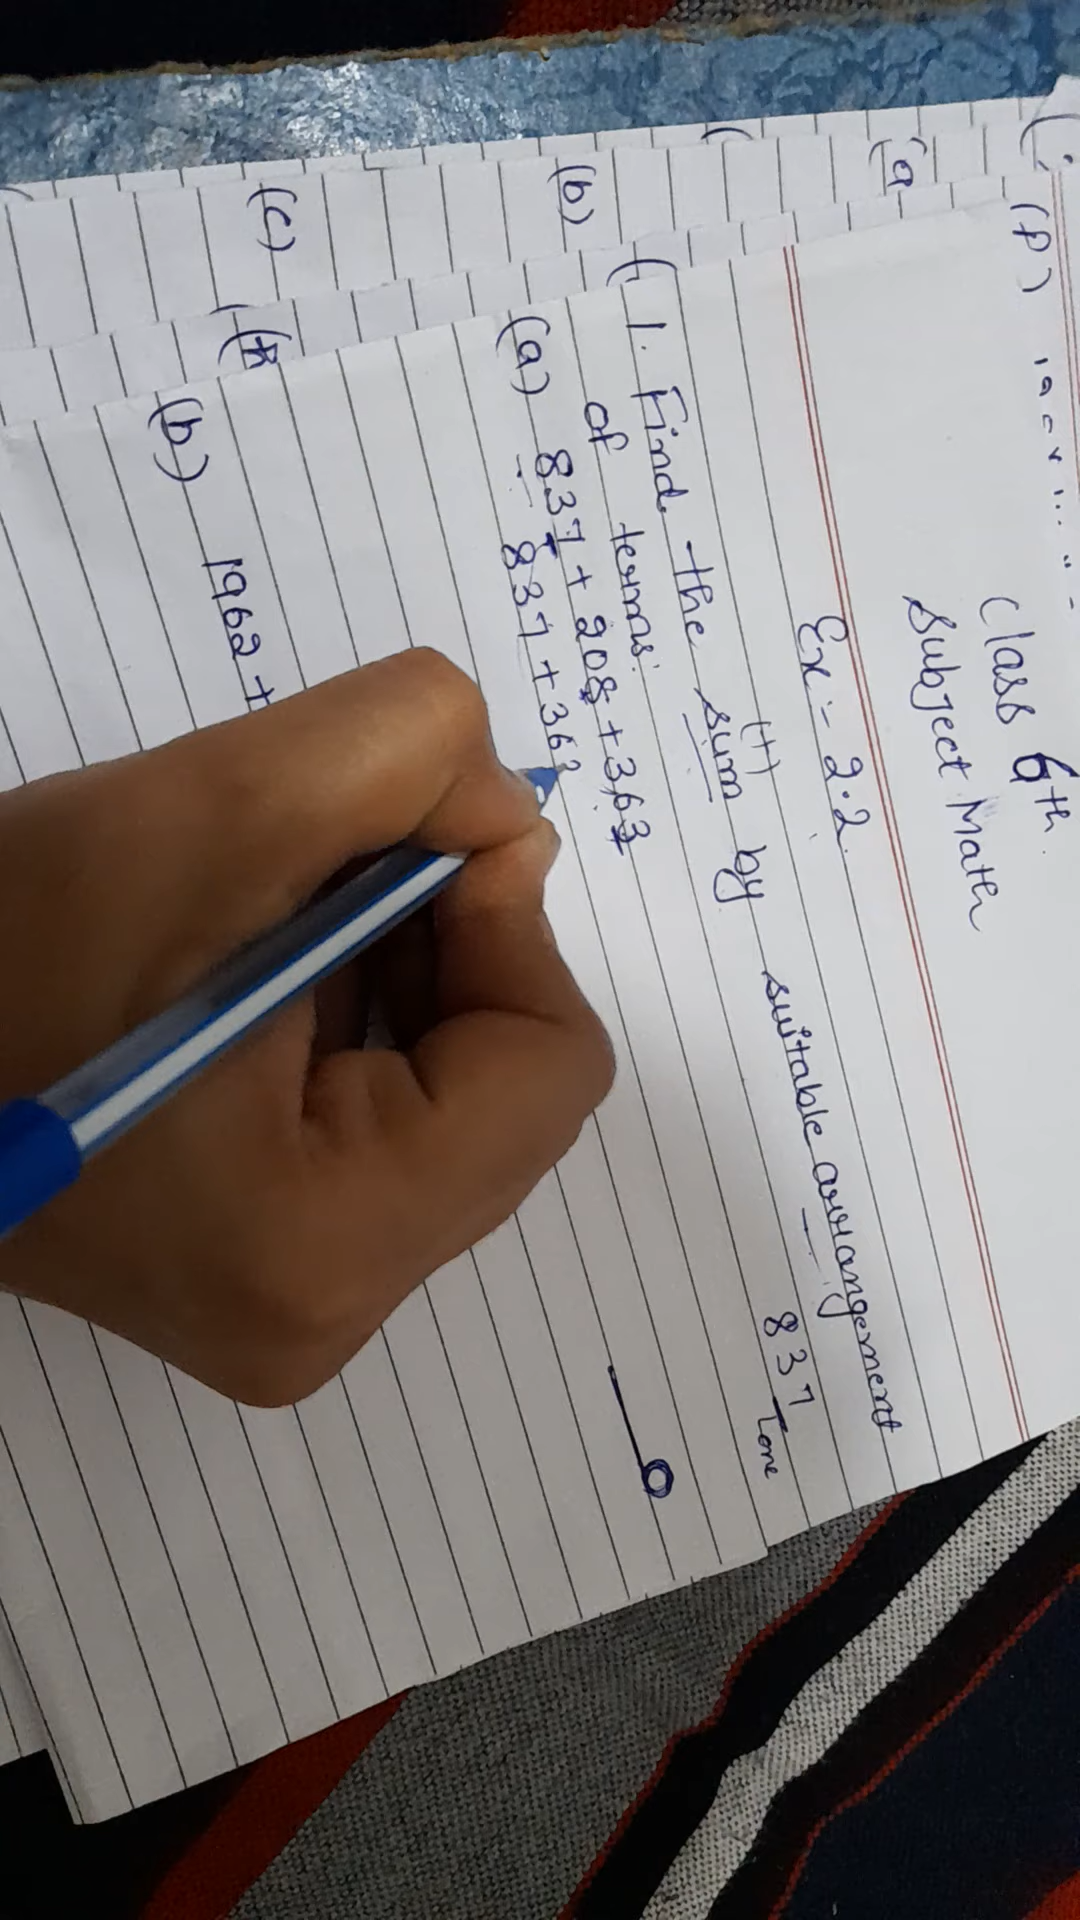 Class 6th.
Subject Math
Ex :- 2.2.
(+)
1. Find the sum by suitable arrangement
of terms:
837
one
(a) 837 + 208 + 363
837 + 363
(b) 1962 +
(f)
(a
(b)
(c)